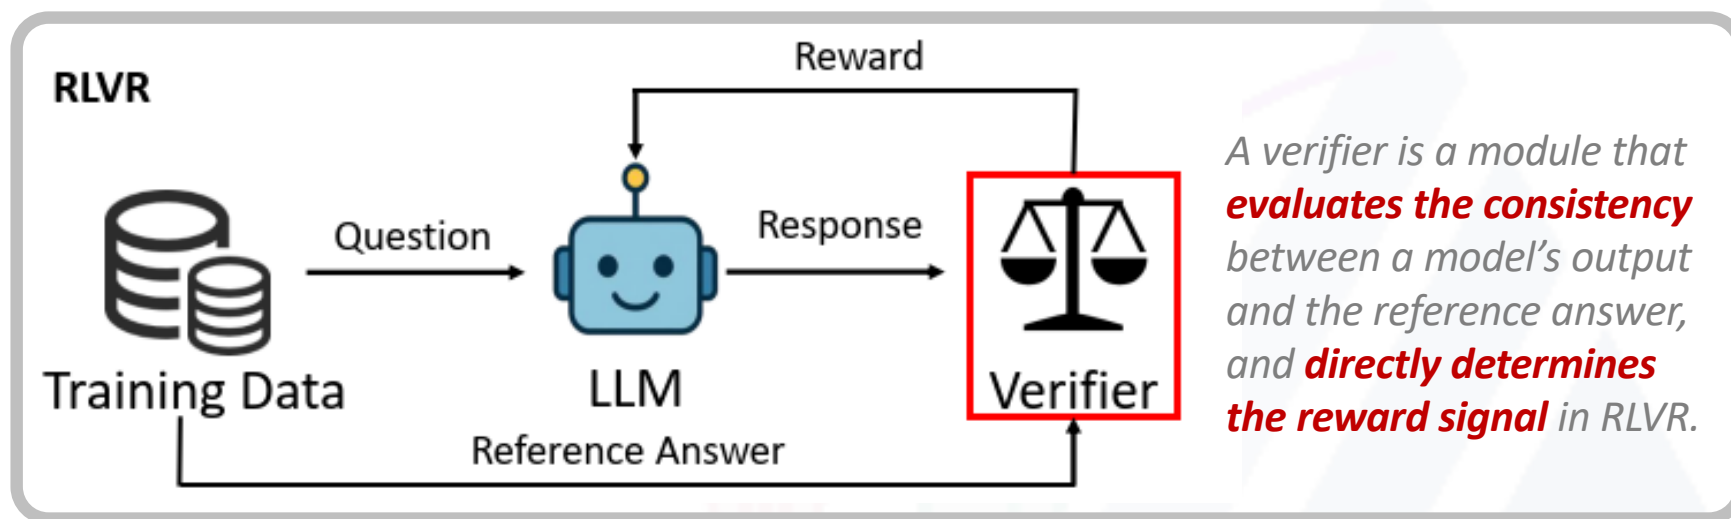 RLVR
Reward
Question
Response
Training Data
LLM
Verifier
Reference Answer
A verifier is a module that
evaluates the consistency
between a model’s output
and the reference answer,
and directly determines
the reward signal in RLVR.